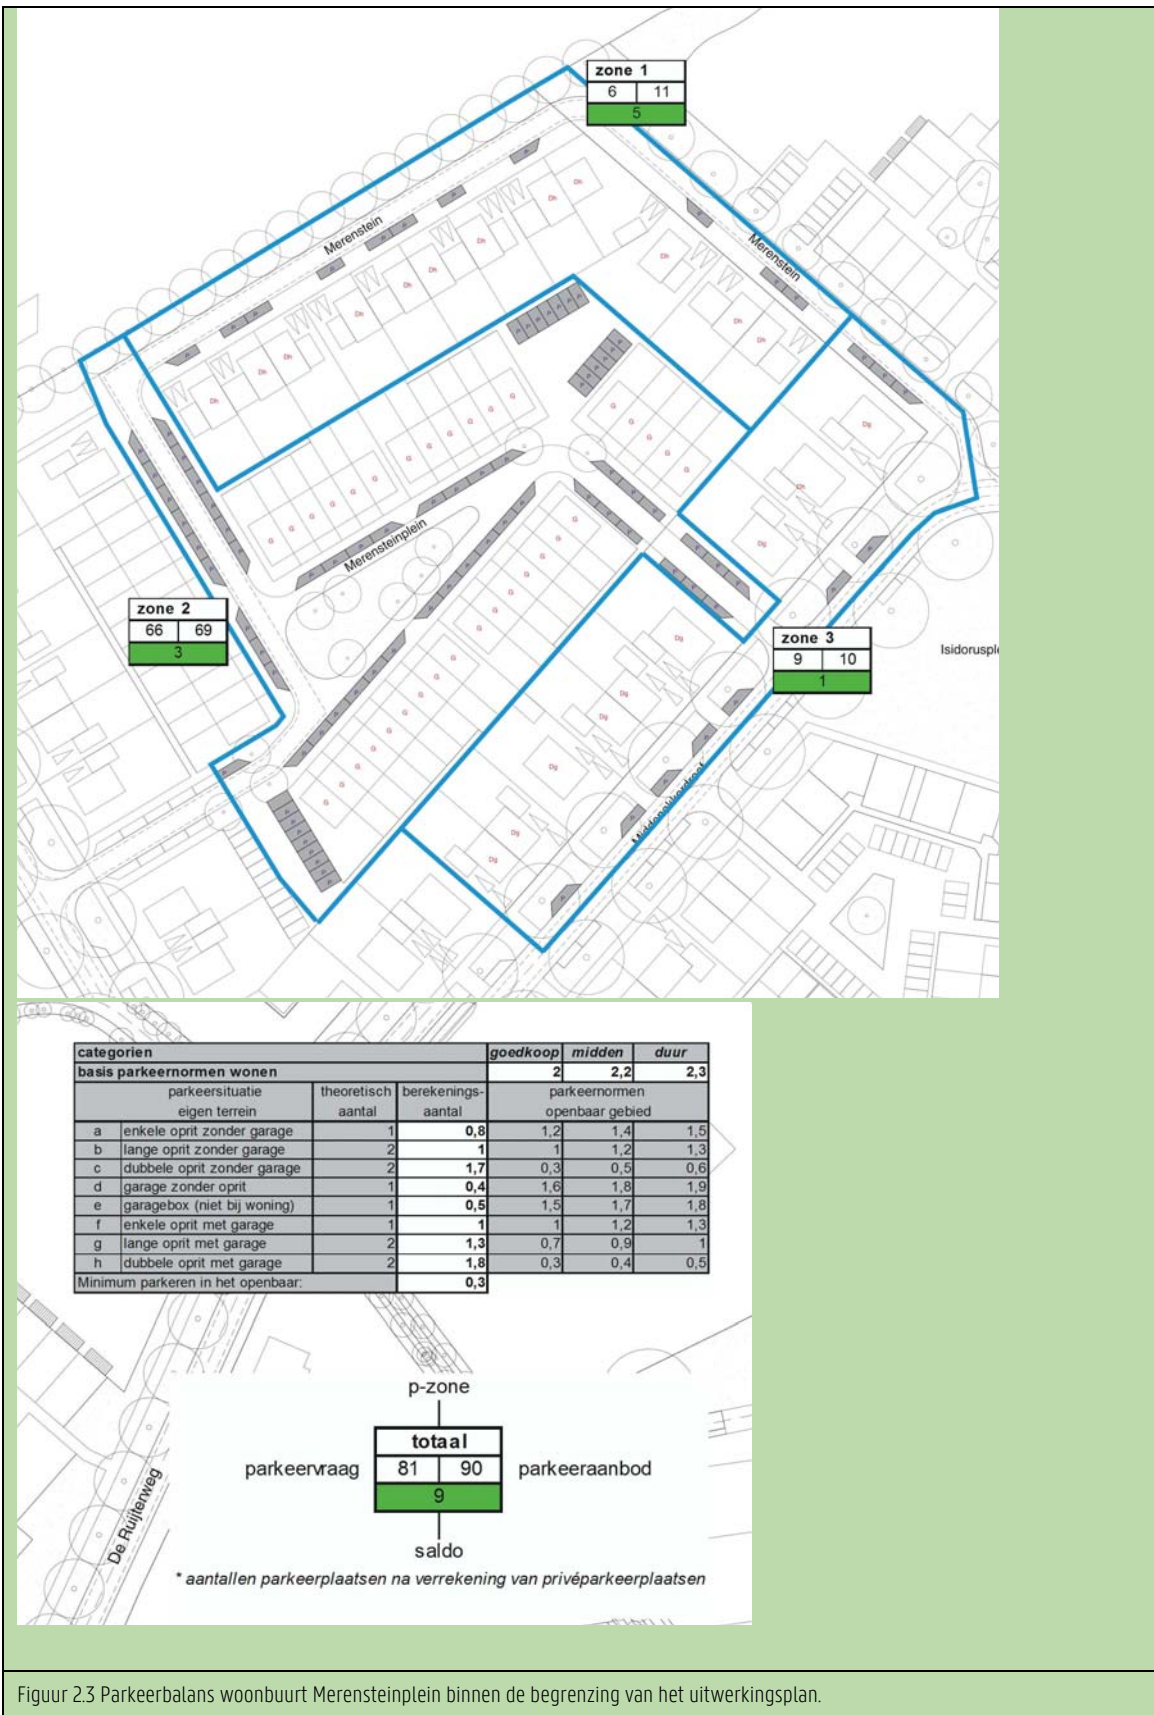 zone 1
6 11
5
Merenstein
Merenstein
Merensteinplein
zone 2
66 69
3
zone 3
9 10
1
Isidoruspl
categorien goedkoop midden duur
basis parkeernormen wonen 2 2,2 2,3
parkeersituatie theoretisch berekenings- parkeernormen
eigen terrein aantal aantal openbaar gebied
a enkele oprit zonder garage 1 0,8 1,2 1,4 1,5
b lange oprit zonder garage 2 1 1 1,2 1,3
c dubbele oprit zonder garage 2 1,7 0,3 0,5 0,6
d garage zonder oprit 1 0,4 1,6 1,8 1,9
e garagebox (niet bij woning) 1 0,5 1,5 1,7 1,8
f enkele oprit met garage 1 1 1 1,2 1,3
g lange oprit met garage 2 1,3 0,7 0,9 1
h dubbele oprit met garage 2 1,8 0,3 0,4 0,5
Minimum parkeren in het openbaar: 0,3
p-zone
totaal
parkeervraag 81 90 parkeeraanbod
9
saldo
De Ruijterweg
* aantallen parkeerplaatsen na verrekening van privéparkeerplaatsen
Figuur 2.3 Parkeerbalans woonbuurt Merensteinplein binnen de begrenzing van het uitwerkingsplan.